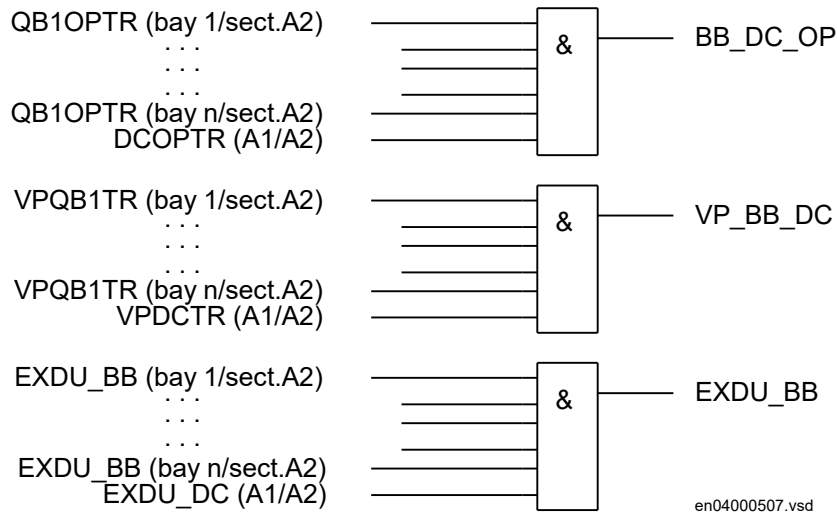 QB1OPTR (bay 1/sect.A2)
. . .
. . .
. . .
QB1OPTR (bay n/sect.A2)
DCOPTR (A1/A2)
&
BB_DC_OP
VPQB1TR (bay 1/sect.A2)
. . .
. . .
. . .
VPQB1TR (bay n/sect.A2)
VPDCTR (A1/A2)
&
VP_BB_DC
EXDU_BB (bay 1/sect.A2)
. . .
. . .
. . .
EXDU_BB (bay n/sect.A2)
EXDU_DC (A1/A2)
&
EXDU_BB
en04000507.vsd